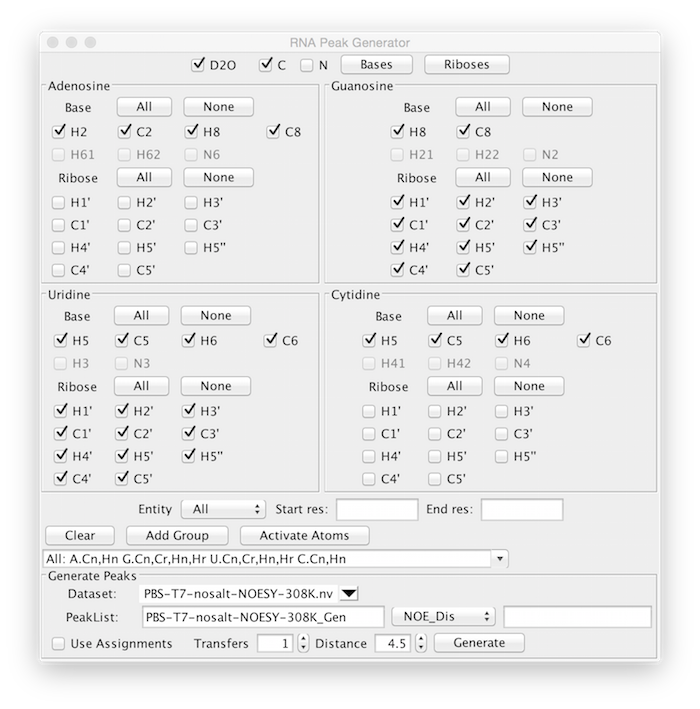 RNA Peak Generator
D2O C N Bases Riboses
Adenosine
Base All None
H2 C2 H8 C8
H61 H62 N6
Ribose All None
H1' H2' H3'
C1' C2' C3'
H4' H5' H5"
C4' C5'
Guanosine
Base All None
H8 C8
H21 H22 N2
Ribose All None
H1' H2' H3'
C1' C2' C3'
H4' H5' H5"
C4' C5'
Uridine
Base All None
H5 C5 H6 C6
H3 N3
Ribose All None
H1' H2' H3'
C1' C2' C3'
H4' H5' H5"
C4' C5'
Cytidine
Base All None
H5 C5 H6 C6
H41 H42 N4
Ribose All None
H1' H2' H3'
C1' C2' C3'
H4' H5' H5"
C4' C5'
Entity All Start res: End res:
Clear Add Group Activate Atoms
All: A.Cn,Hn G.Cn,Cr,Hn,Hr U.Cn,Cr,Hn,Hr C.Cn,Hn
Generate Peaks
Dataset: PBS-T7-nosalt-NOESY-308K.nv
PeakList: PBS-T7-nosalt-NOESY-308K_Gen NOE_Dis
Use Assignments Transfers 1 Distance 4.5 Generate